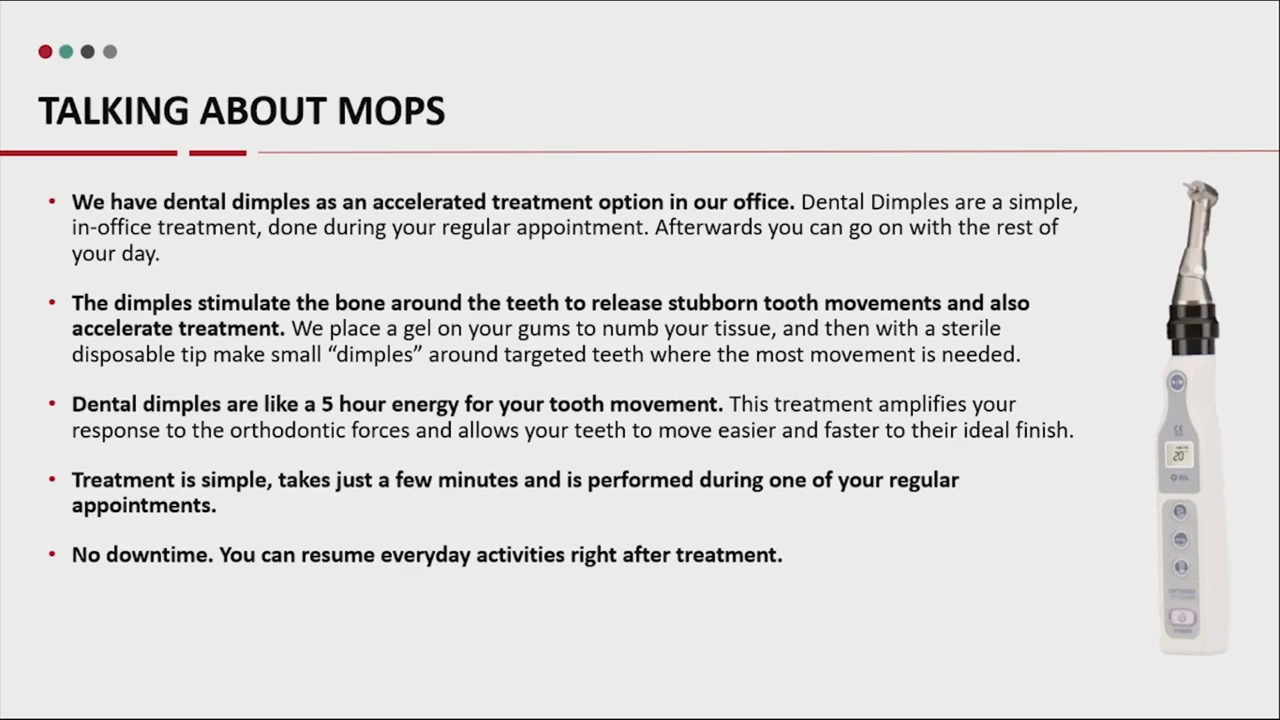 TALKING ABOUT MOPS
• We have dental dimples as an accelerated treatment option in our office. Dental Dimples are a simple,
in-office treatment, done during your regular appointment. Afterwards you can go on with the rest of
your day.
• The dimples stimulate the bone around the teeth to release stubborn tooth movements and also
accelerate treatment. We place a gel on your gums to numb your tissue, and then with a sterile
disposable tip make small “dimples” around targeted teeth where the most movement is needed.
• Dental dimples are like a 5 hour energy for your tooth movement. This treatment amplifies your
response to the orthodontic forces and allows your teeth to move easier and faster to their ideal finish.
• Treatment is simple, takes just a few minutes and is performed during one of your regular
appointments.
• No downtime. You can resume everyday activities right after treatment.
CE
20
POWER